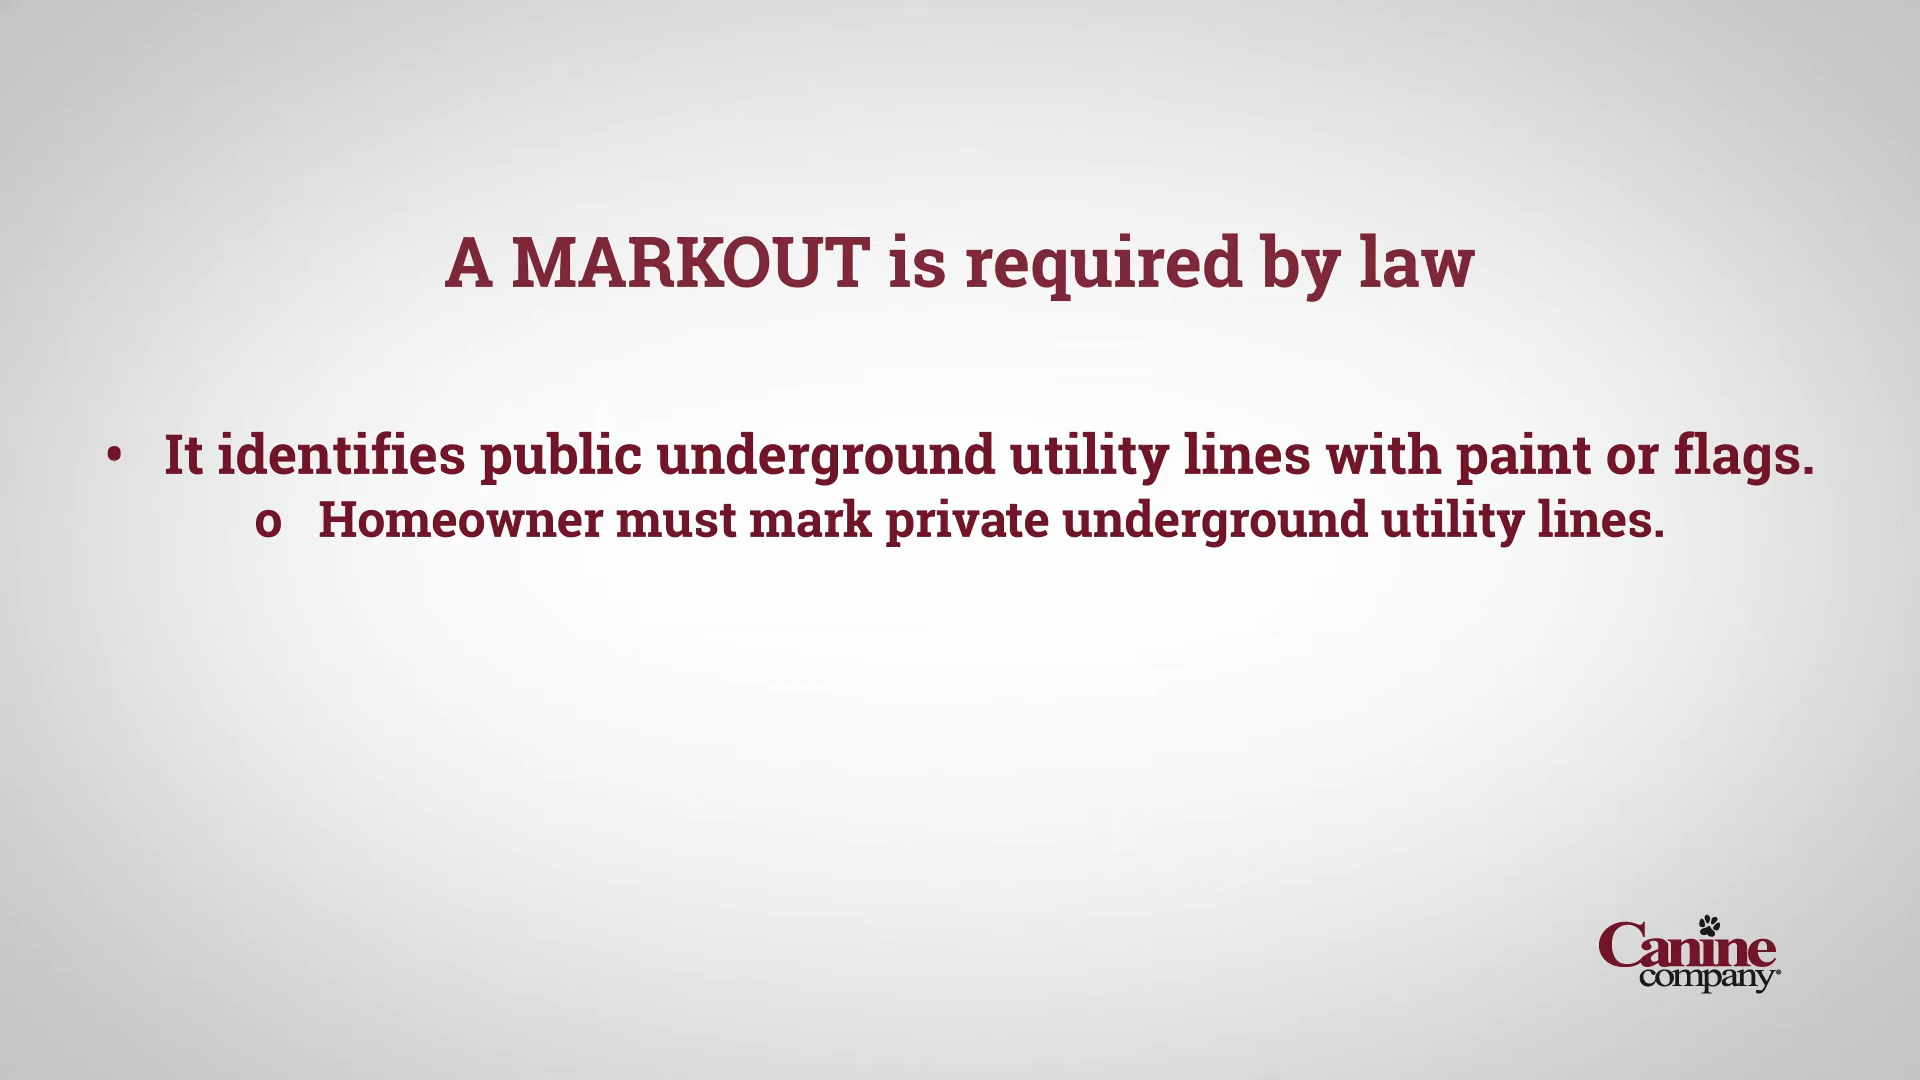 A MARKOUT is required by law
• It identifies public underground utility lines with paint or flags.
o Homeowner must mark private underground utility lines.
Canine
company®